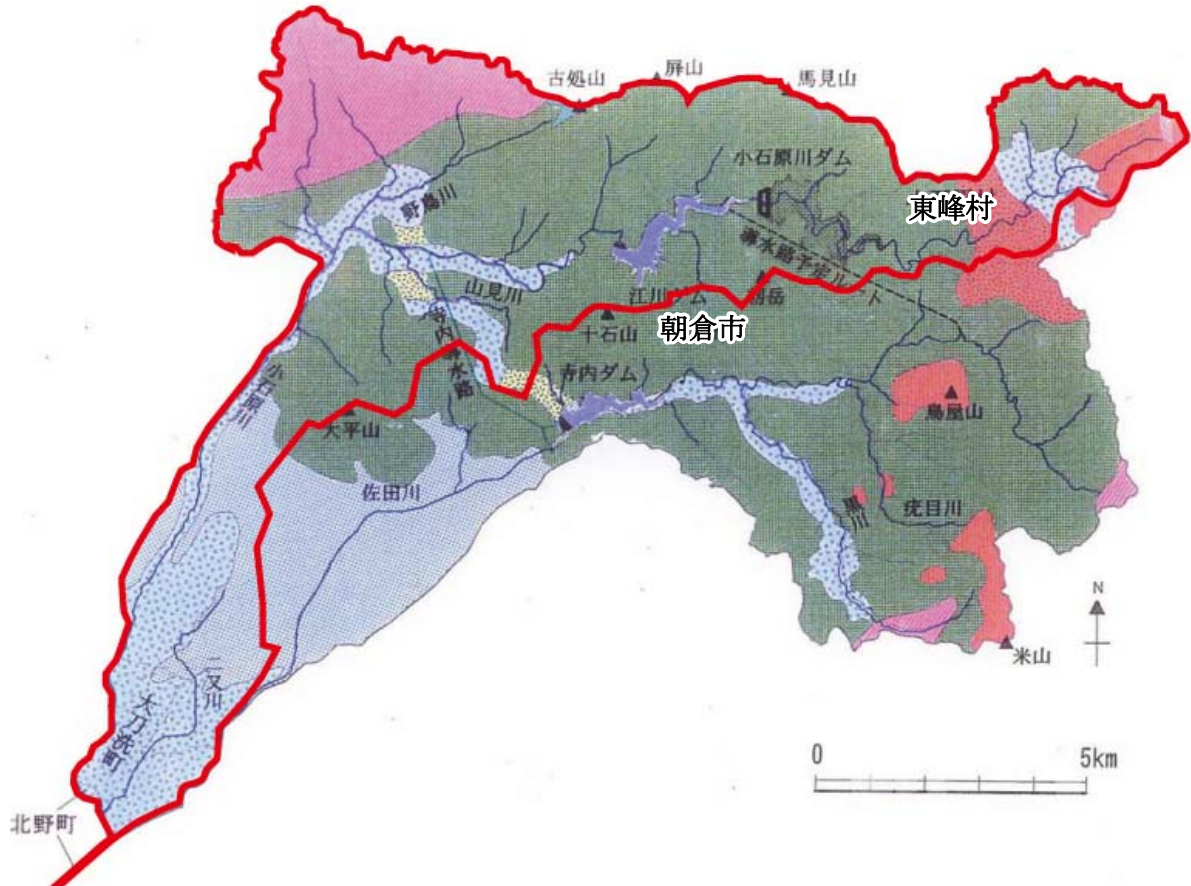 古処山
屏山
馬見山
小石原川ダム
東峰村
野鳥川
導水路予定ルート
山見川
江川ダム
朝倉市
十石山
寺内導水路
寺内ダム
小石原川
大平山
鳥屋山
佐田川
黒川
疣目川
N
米山
二又川
大刀洗町
0 5km
北野町